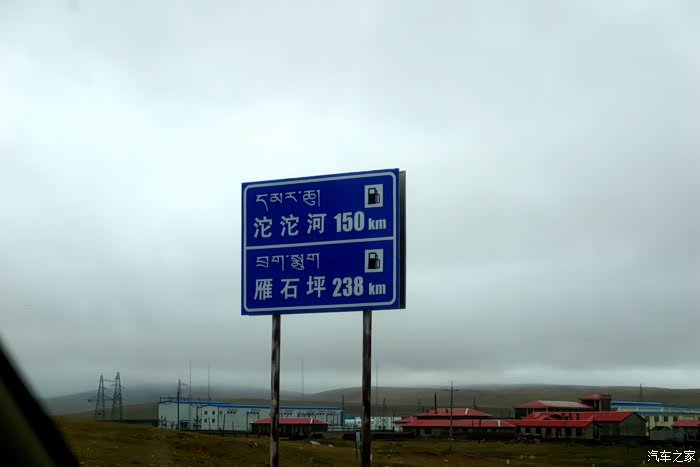 དམར་ཆུ།
沱沱河 150 km
བྲག་སྨུག
雁石坪 238 km
汽车之家